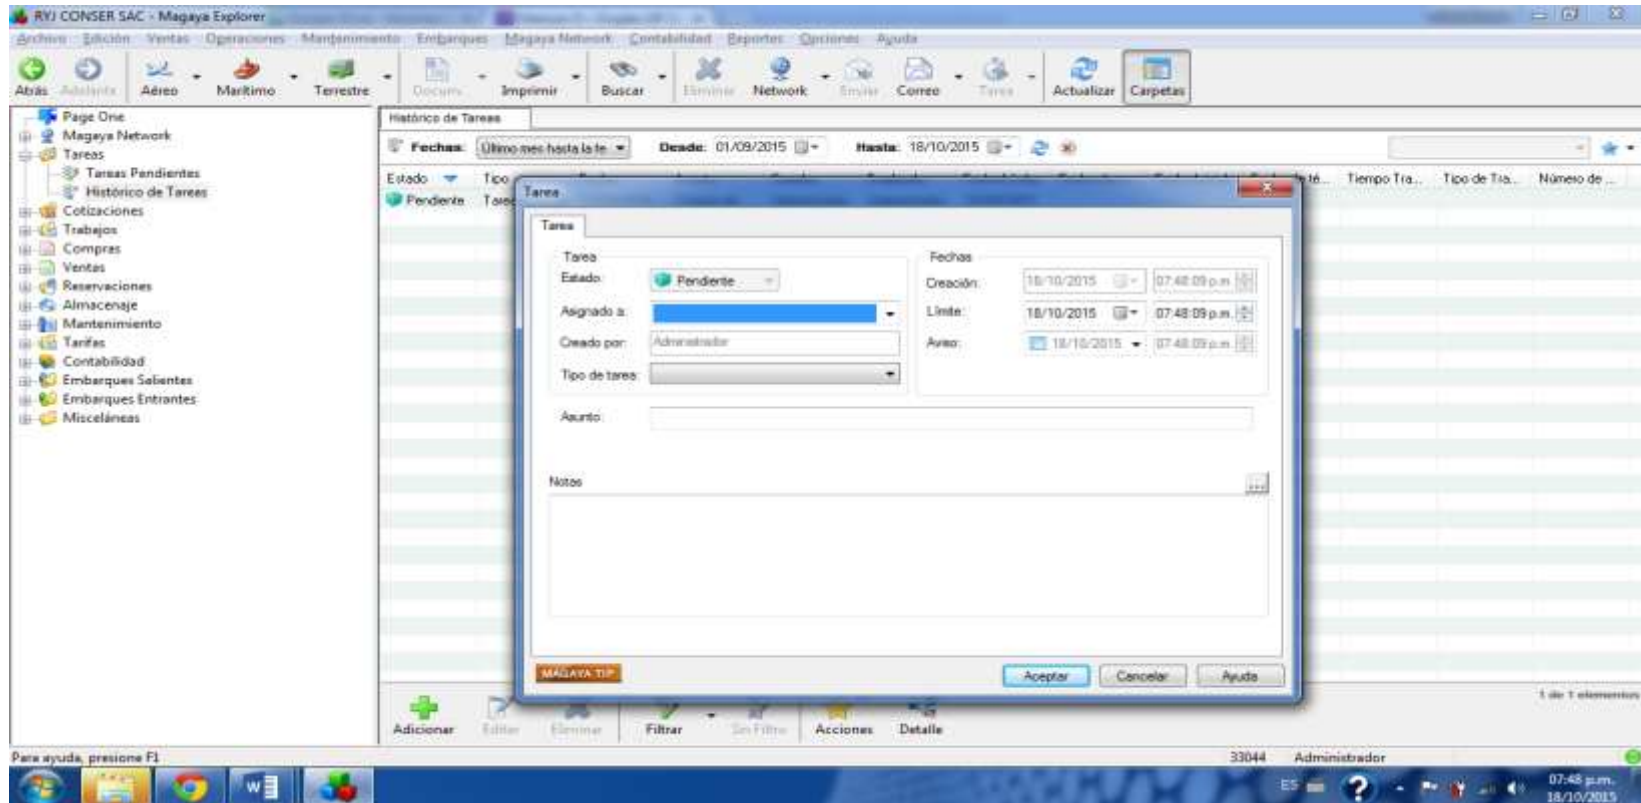 RYJ CONSER SAC - Magaya Explorer
Archivo Edición Ventas Operaciones Mantenimiento Embarques Magaya Network Contabilidad Reportes Opciones Ayuda
Atrás Adelante Aéreo Marítimo Terrestre Imprimir Buscar Eliminar Network Enviar Correo Tarea Actualizar Carpetas
Page One
Magaya Network
Tareas
Tareas Pendientes
Histórico de Tareas
Cotizaciones
Trabajos
Compras
Ventas
Reservaciones
Almacenaje
Mantenimiento
Tarifas
Contabilidad
Embarques Salientes
Embarques Entrantes
Misceláneas
Histórico de Tareas
Fechas: Último mes hasta la fe Desde: 01/09/2015 Hasta: 18/10/2015
Estado Tipo Tiempo Tra... Tipo de Tra... Número de ...
Pendiente
Tarea
Tarea
Tarea
Estado: Pendiente
Asignado a:
Creado por: Administrador
Tipo de tarea:
Fechas
Creación: 18/10/2015 07:48:09 p.m.
Límite: 18/10/2015 07:48:09 p.m.
Aviso: 18/10/2015 07:48:09 p.m.
Asunto:
Notas
...
MAGAYA TIP
Aceptar Cancelar Ayuda
1 de 1 elementos
Adicionar Editar Eliminar Filtrar Sin Filtro Acciones Detalle
Para ayuda, presione F1
33044 Administrador
ES
07:48 p.m.
18/10/2015